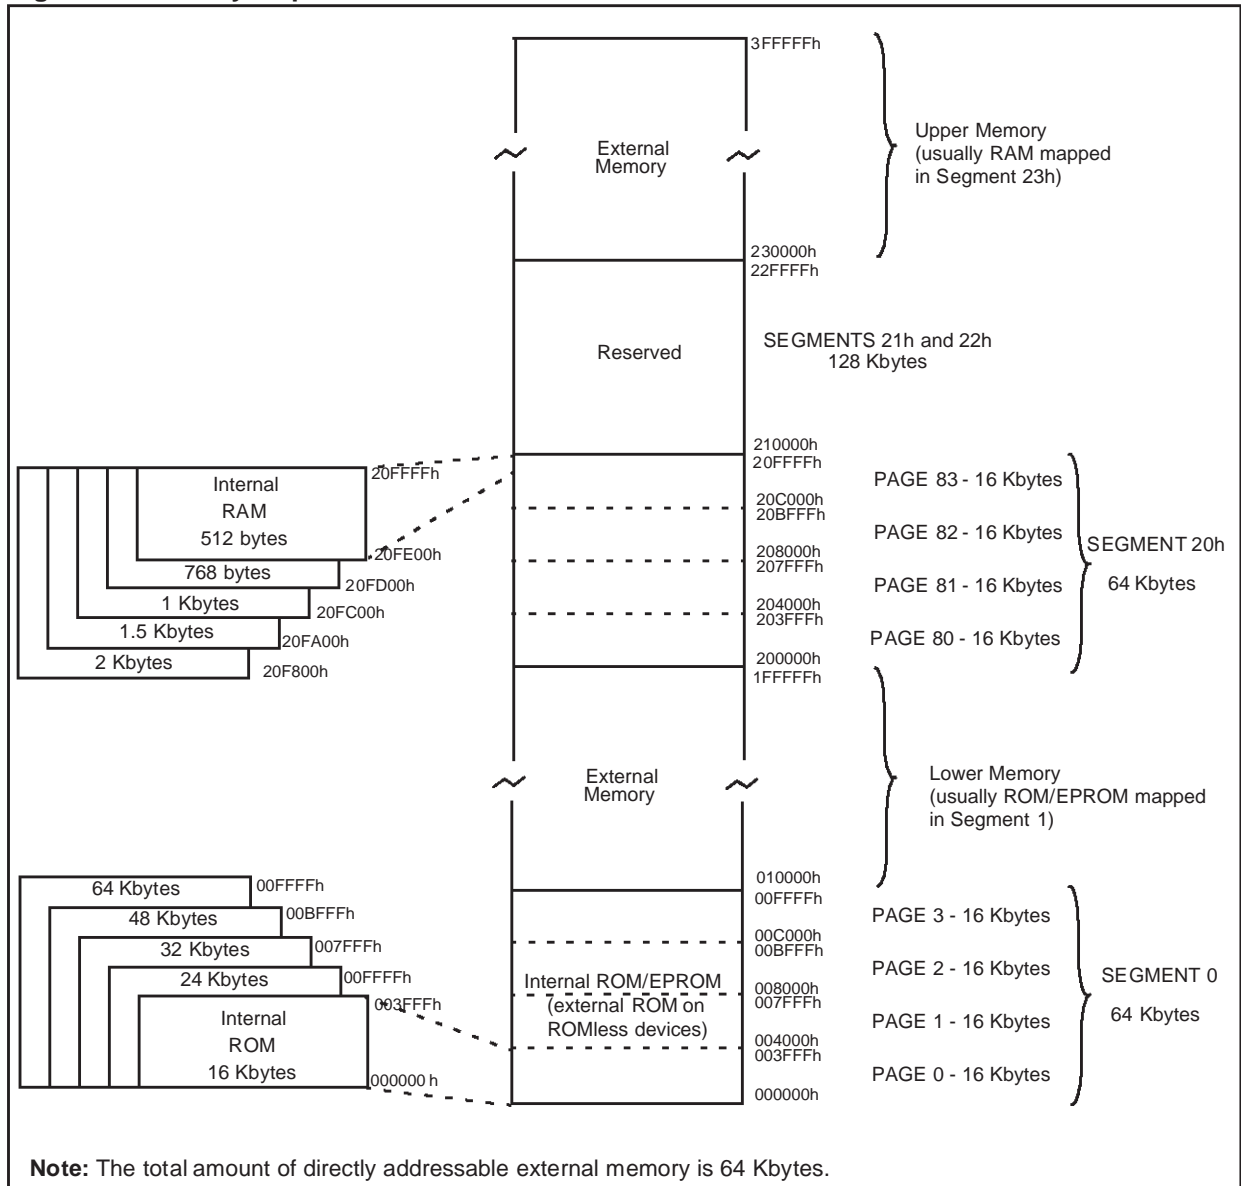 3FFFFFh
External
Memory
Upper Memory
(usually RAM mapped
in Segment 23h)
230000h
22FFFFh
Reserved
SEGMENTS 21h and 22h
128 Kbytes
210000h
20FFFFh
20C000h
20BFFFh
208000h
207FFFh
204000h
203FFFh
200000h
1FFFFFh
PAGE 83 - 16 Kbytes
PAGE 82 - 16 Kbytes
PAGE 81 - 16 Kbytes
PAGE 80 - 16 Kbytes
SEGMENT 20h
64 Kbytes
Internal
RAM
512 bytes
20FFFFh
20FE00h
768 bytes
20FD00h
1 Kbytes
20FC00h
1.5 Kbytes
20FA00h
2 Kbytes
20F800h
External
Memory
Lower Memory
(usually ROM/EPROM mapped
in Segment 1)
010000h
00FFFFh
00C000h
00BFFFh
008000h
007FFFh
004000h
003FFFh
000000h
Internal ROM/EPROM
(external ROM on
ROMless devices)
PAGE 3 - 16 Kbytes
PAGE 2 - 16 Kbytes
PAGE 1 - 16 Kbytes
PAGE 0 - 16 Kbytes
SEGMENT 0
64 Kbytes
64 Kbytes
00FFFFh
48 Kbytes
00BFFFh
32 Kbytes
007FFFh
24 Kbytes
00FFFFh
003FFFh
Internal
ROM
16 Kbytes
000000 h
Note: The total amount of directly addressable external memory is 64 Kbytes.